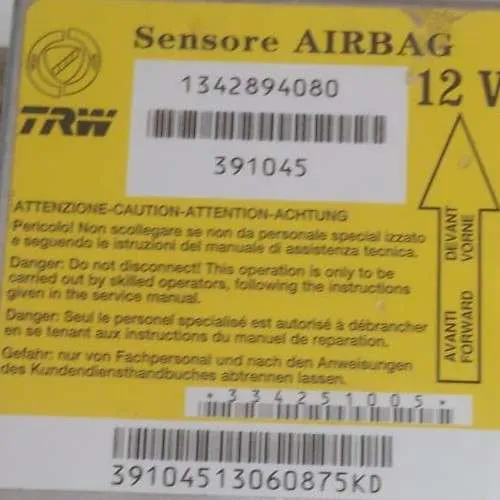 Sensore AIRBAG
1342894080
12 V
TRW
391045
ATTENZIONE-CAUTION-ATTENTION-ACHTUNG
Pericolo! Non scollegare se non da personale special izzato
e seguendo le istruzioni del manuale di assistenza tecnica.
Danger: Do not disconnect! This operation is only to be
carried out by skilled operators, following the instructions
given in the service manual.
Danger: Seul le personel spécialisé est autorisé à débrancher
en se tenant aux instructions du manuel de reparation.
Gefahr: nur von Fachpersonal und nach den Anweisungen
des Kundendiensthandbuches abtrennen lassen.
AVANTI DEVANT
FORWARD VORNE
*334251005*
39104513060875KD